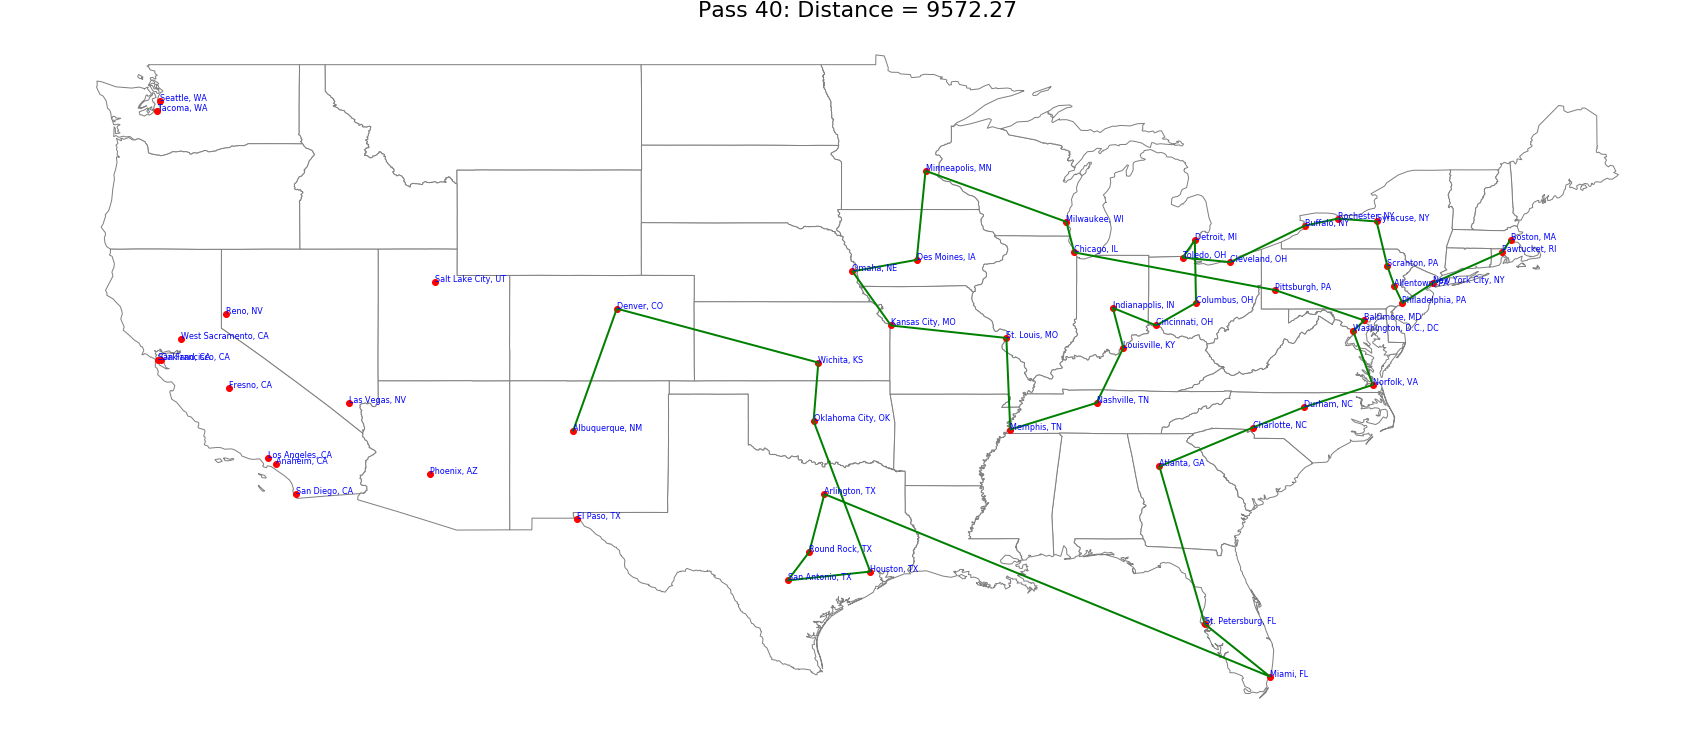 Pass 40: Distance = 9572.27
Seattle, WA
Tacoma, WA
Minneapolis, MN
Milwaukee, WI
Rochester, NY
Syracuse, NY
Buffalo, NY
Detroit, MI
Boston, MA
Pawtucket, RI
Chicago, IL
Toledo, OH
Cleveland, OH
Des Moines, IA
Omaha, NE
Scranton, PA
Salt Lake City, UT
New York City, NY
Allentown, PA
Pittsburgh, PA
Denver, CO
Indianapolis, IN
Columbus, OH
Philadelphia, PA
Reno, NV
Kansas City, MO
Cincinnati, OH
Baltimore, MD
Washington, D.C., DC
West Sacramento, CA
St. Louis, MO
Louisville, KY
San Francisco, CA
Wichita, KS
Fresno, CA
Norfolk, VA
Las Vegas, NV
Nashville, TN
Durham, NC
Oklahoma City, OK
Albuquerque, NM
Memphis, TN
Charlotte, NC
Los Angeles, CA
Anaheim, CA
Atlanta, GA
Phoenix, AZ
San Diego, CA
Arlington, TX
El Paso, TX
Round Rock, TX
San Antonio, TX
Houston, TX
St. Petersburg, FL
Miami, FL